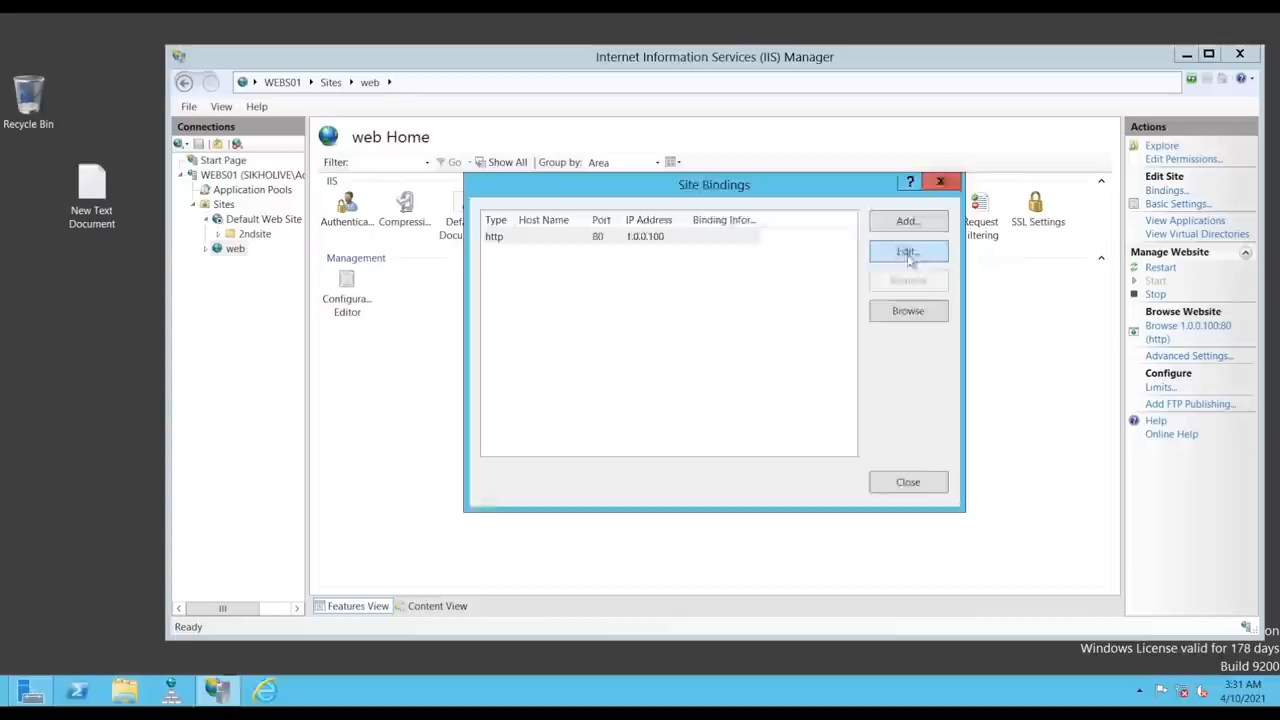 Internet Information Services (IIS) Manager
WEBS01 Sites web
File View Help
Recycle Bin
New Text
Document
Connections
Start Page
WEBS01 (SIKHOLIVE\Ac
Application Pools
Sites
Default Web Site
2ndsite
web
web Home
Filter: Go Show All Group by: Area
IIS
Authentica... Compressi... Defa
Docu
Request
iltering
SSL Settings
Management
Configura...
Editor
Site Bindings
Type Host Name Port IP Address Binding Infor...
http 80 1.0.0.100
Add...
Edit...
Remove
Browse
Close
Actions
Explore
Edit Permissions...
Edit Site
Bindings...
Basic Settings...
View Applications
View Virtual Directories
Manage Website
Restart
Start
Stop
Browse Website
Browse 1.0.0.100:80
(http)
Advanced Settings...
Configure
Limits...
Add FTP Publishing...
Help
Online Help
Features View Content View
Ready
on
Windows License valid for 178 days
Build 9200
3:31 AM
4/10/2021